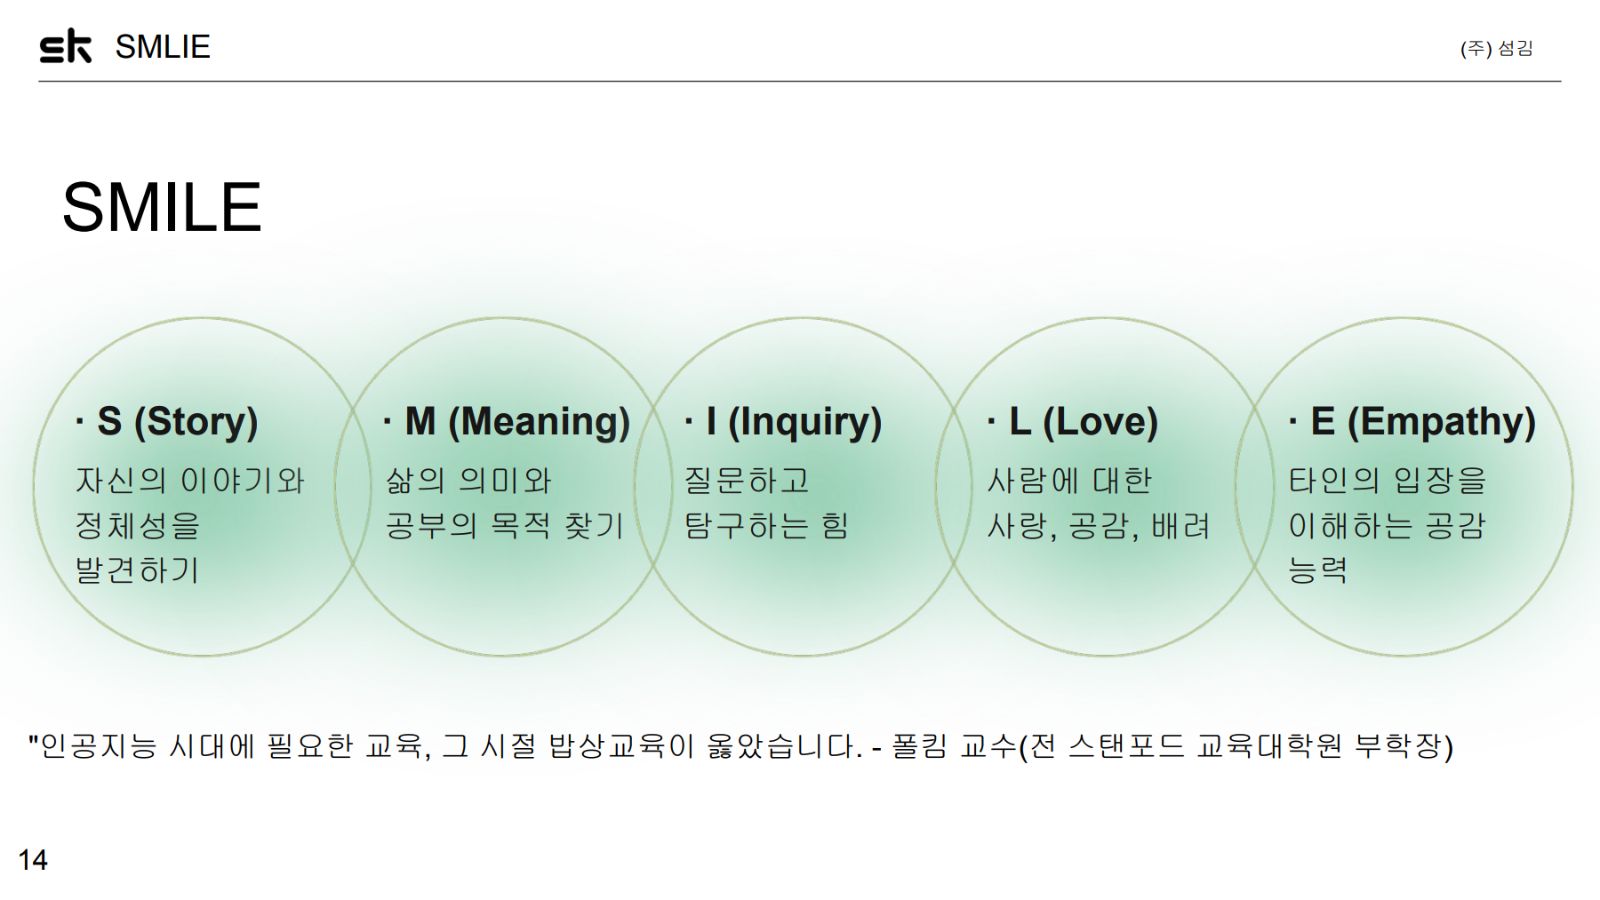 sk SMLIE
(주) 섬김
SMILE
· S (Story)
자신의 이야기와
정체성을
발견하기
· M (Meaning)
삶의 의미와
공부의 목적 찾기
· I (Inquiry)
질문하고
탐구하는 힘
· L (Love)
사람에 대한
사랑, 공감, 배려
· E (Empathy)
타인의 입장을
이해하는 공감
능력
"인공지능 시대에 필요한 교육, 그 시절 밥상교육이 옳았습니다. - 폴킴 교수(전 스탠포드 교육대학원 부학장)
14